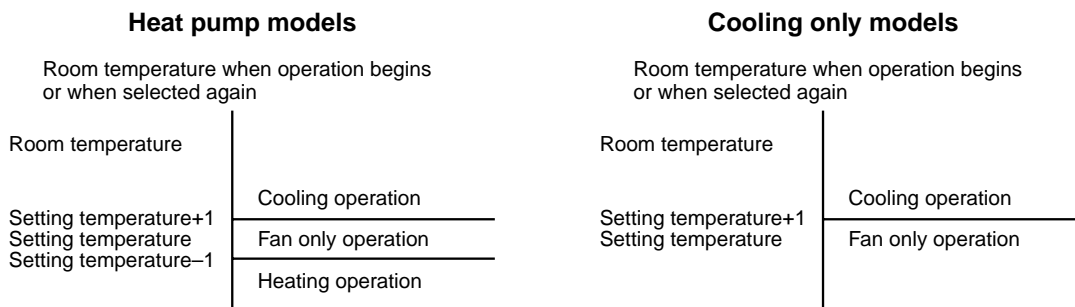 Heat pump models
Room temperature when operation begins
or when selected again
Room temperature
Cooling operation
Setting temperature+1
Setting temperature
Fan only operation
Setting temperature–1
Heating operation
Cooling only models
Room temperature when operation begins
or when selected again
Room temperature
Cooling operation
Setting temperature+1
Setting temperature
Fan only operation